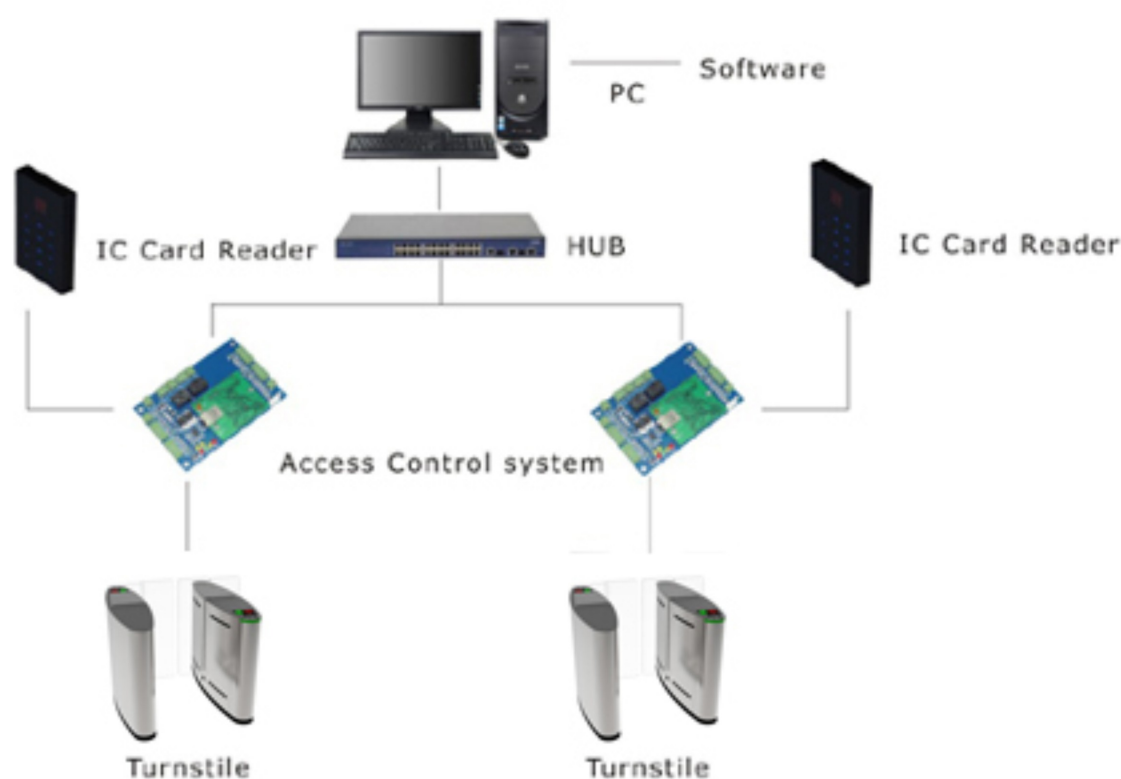 Software
PC
IC Card Reader
HUB
IC Card Reader
Access Control system
Turnstile
Turnstile